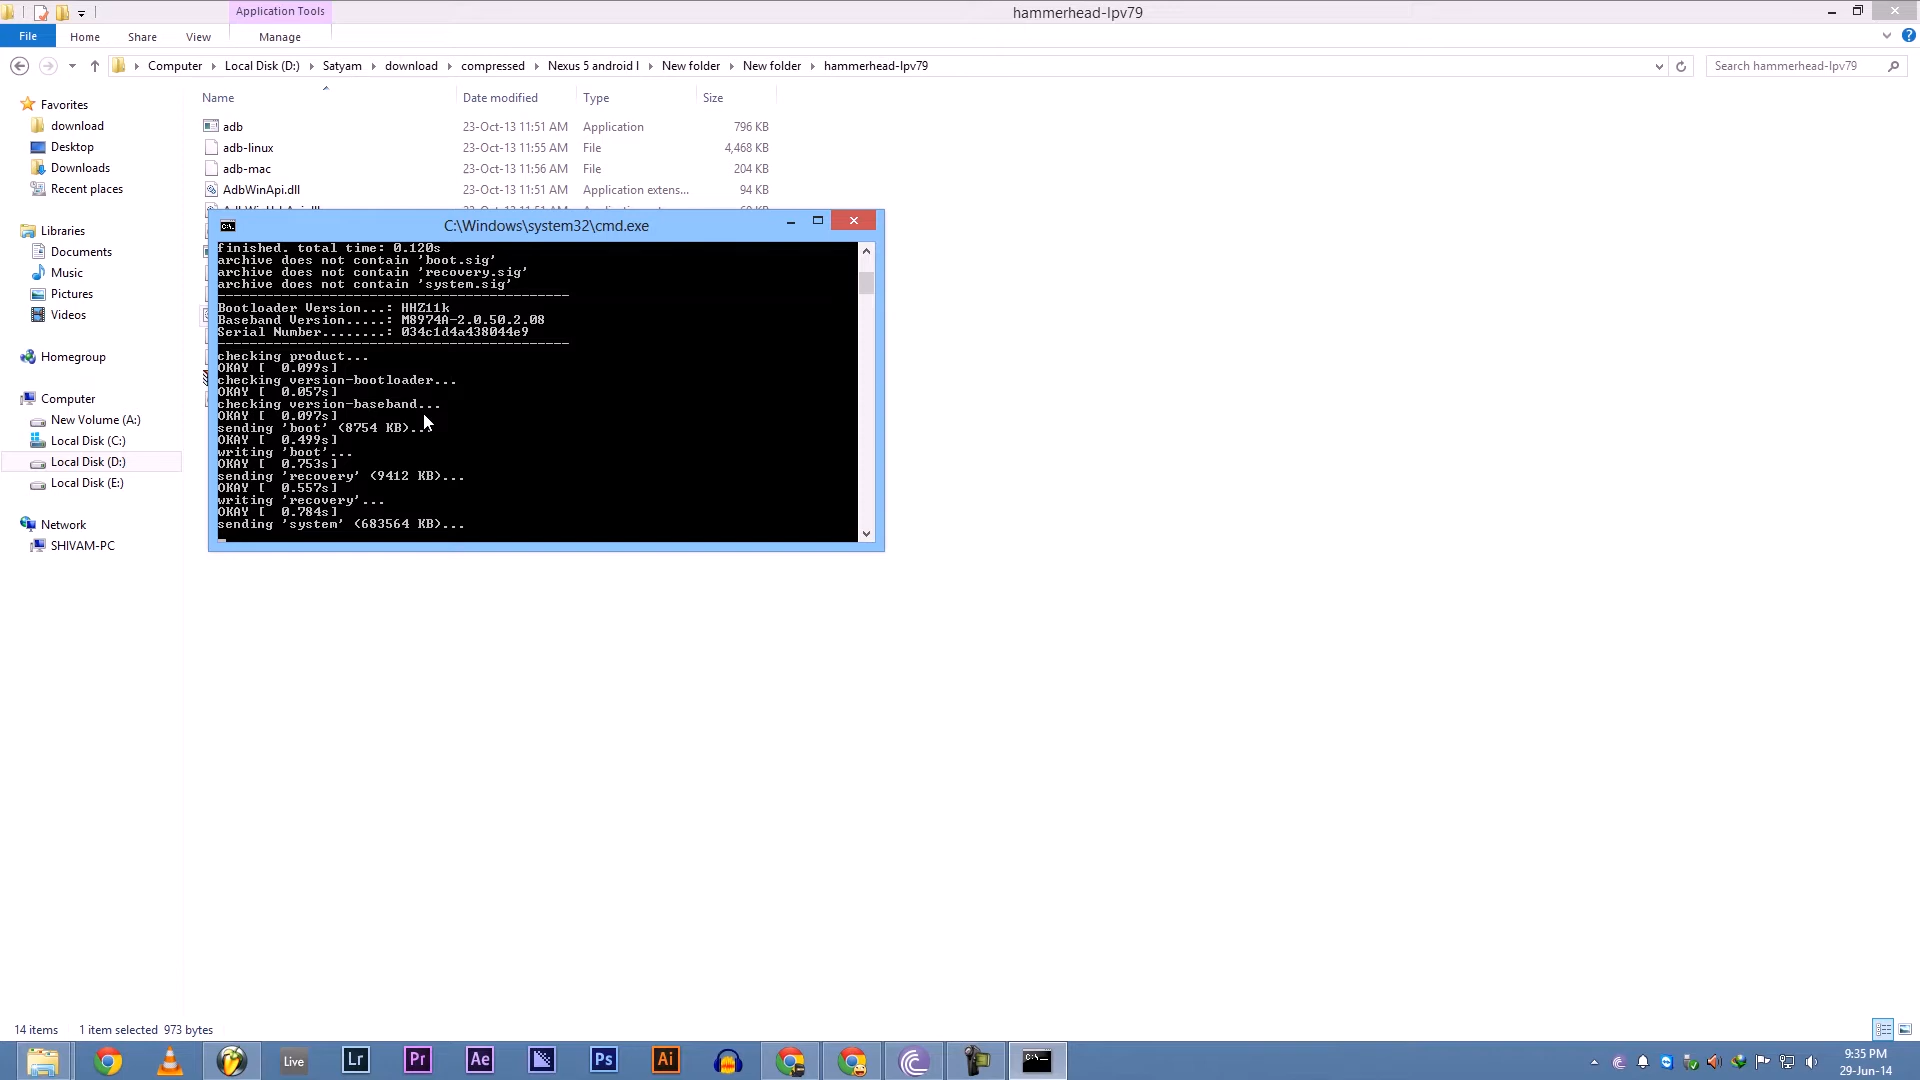 Application Tools
hammerhead-lpv79
File
Home
Share
View
Manage
Computer
Local Disk (D:)
Satyam
download
compressed
Nexus 5 android l
New folder
New folder
hammerhead-lpv79
Search hammerhead-lpv79
Name
Date modified
Type
Size
Favorites
download
Desktop
Downloads
Recent places
Libraries
Documents
Music
Pictures
Videos
Homegroup
Computer
New Volume (A:)
Local Disk (C:)
Local Disk (D:)
Local Disk (E:)
Network
SHIVAM-PC
adb 23-Oct-13 11:51 AM Application 796 KB
adb-linux 23-Oct-13 11:55 AM File 4,468 KB
adb-mac 23-Oct-13 11:56 AM File 204 KB
AdbWinApi.dll 23-Oct-13 11:51 AM Application extens... 94 KB
C:\Windows\system32\cmd.exe
finished. total time: 0.120s
archive does not contain 'boot.sig'
archive does not contain 'recovery.sig'
archive does not contain 'system.sig'
--------------------------------------------
Bootloader Version...: HHZ11k
Baseband Version.....: M8974A-2.0.50.2.08
Serial Number........: 034c1d4a438044e9
--------------------------------------------
checking product...
OKAY [  0.099s]
checking version-bootloader...
OKAY [  0.057s]
checking version-baseband...
OKAY [  0.097s]
sending 'boot' (8754 KB)...
OKAY [  0.499s]
writing 'boot'...
OKAY [  0.753s]
sending 'recovery' (9412 KB)...
OKAY [  0.557s]
writing 'recovery'...
OKAY [  0.784s]
sending 'system' (683564 KB)...
14 items 1 item selected 973 bytes
Live
Lr
Pr
Ae
Ps
Ai
9:35 PM
29-Jun-14